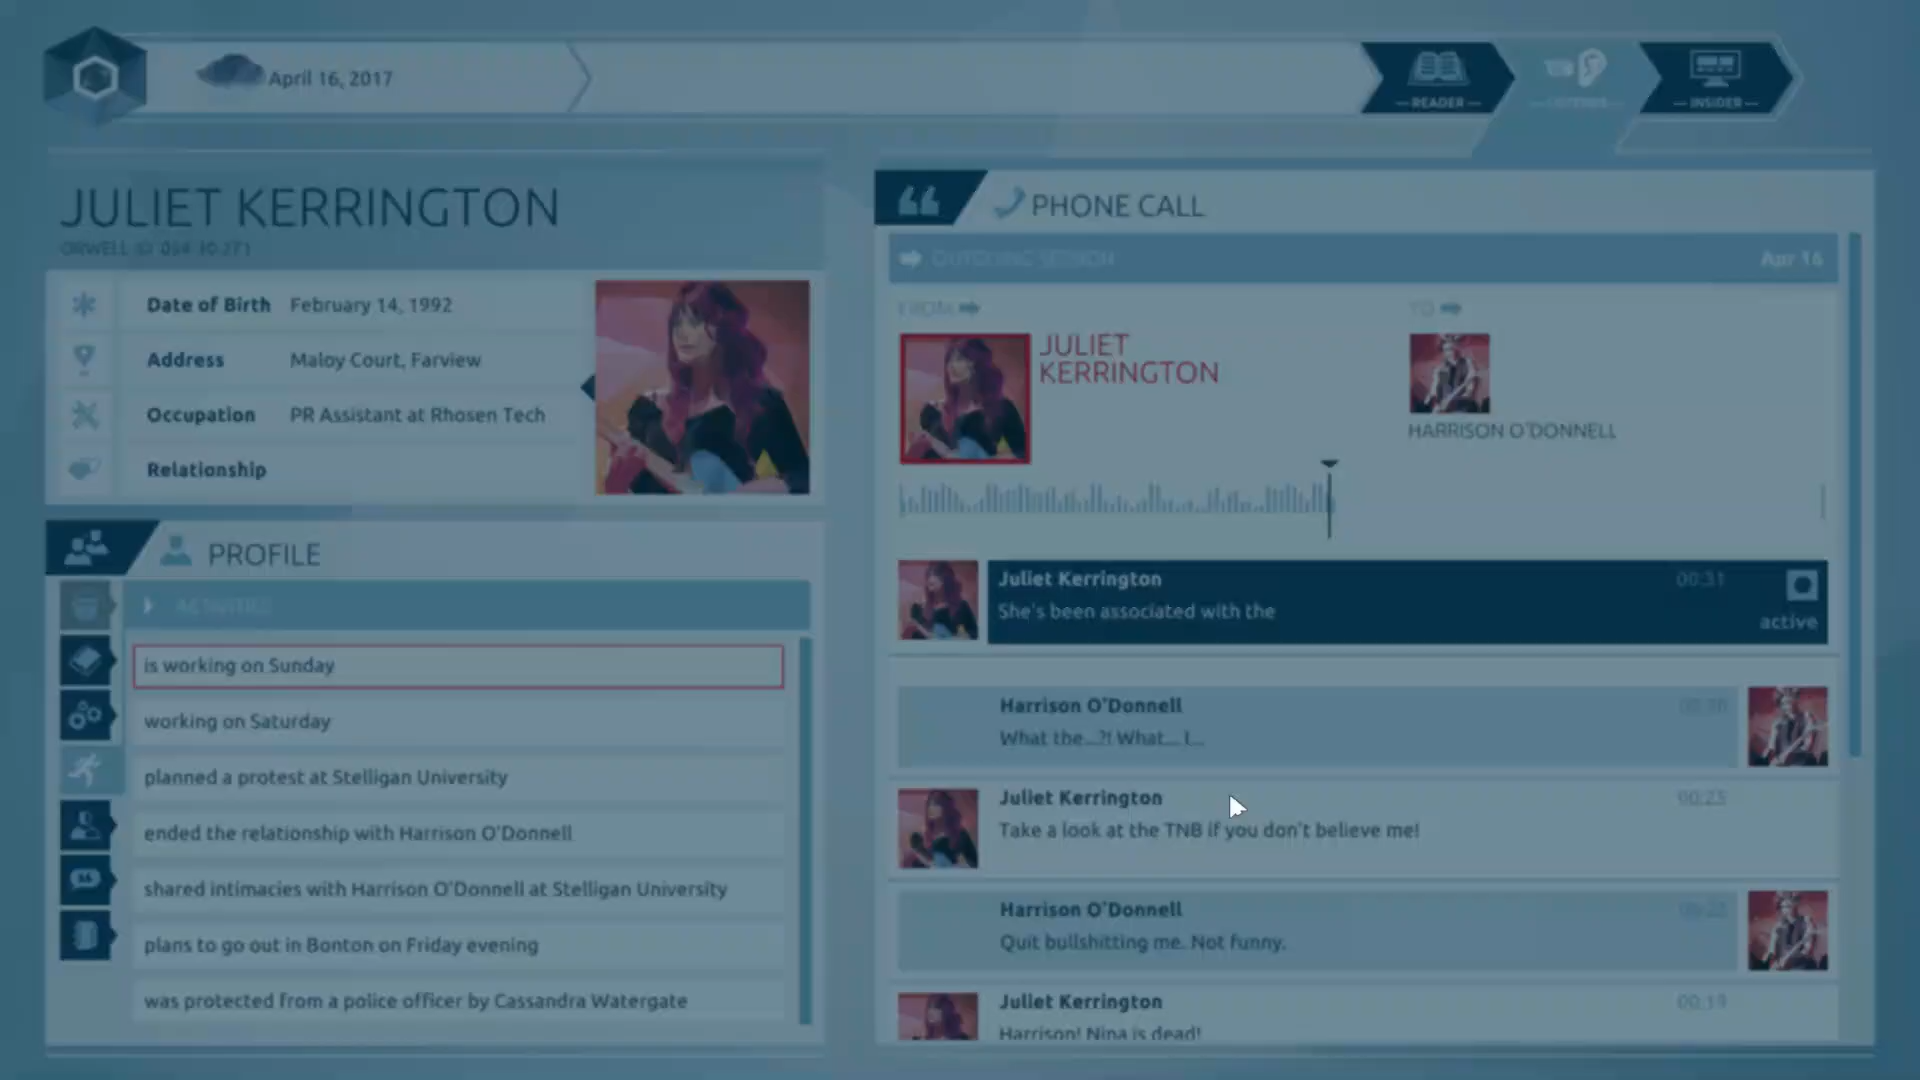 April 16, 2017
READER
LISTENER
INSIDER
JULIET KERRINGTON
Date of Birth February 14, 1992
Address Maloy Court, Farview
Occupation PR Assistant at Rhosen Tech
Relationship
PROFILE
ACTIVITIES
is working on Sunday
working on Saturday
planned a protest at Stelligan University
ended the relationship with Harrison O'Donnell
shared intimacies with Harrison O'Donnell at Stelligan University
plans to go out in Bonton on Friday evening
was protected from a police officer by Cassandra Watergate
PHONE CALL
OUTGOING SESSION Apr 16
FROM TO
JULIET
KERRINGTON
HARRISON O'DONNELL
Juliet Kerrington 00:31
She's been associated with the
active
Harrison O'Donnell
What the...?! What... I...
Juliet Kerrington 00:25
Take a look at the TNB if you don't believe me!
Harrison O'Donnell
Quit bullshitting me. Not funny.
Juliet Kerrington 00:19
Harrison! Nina is dead!